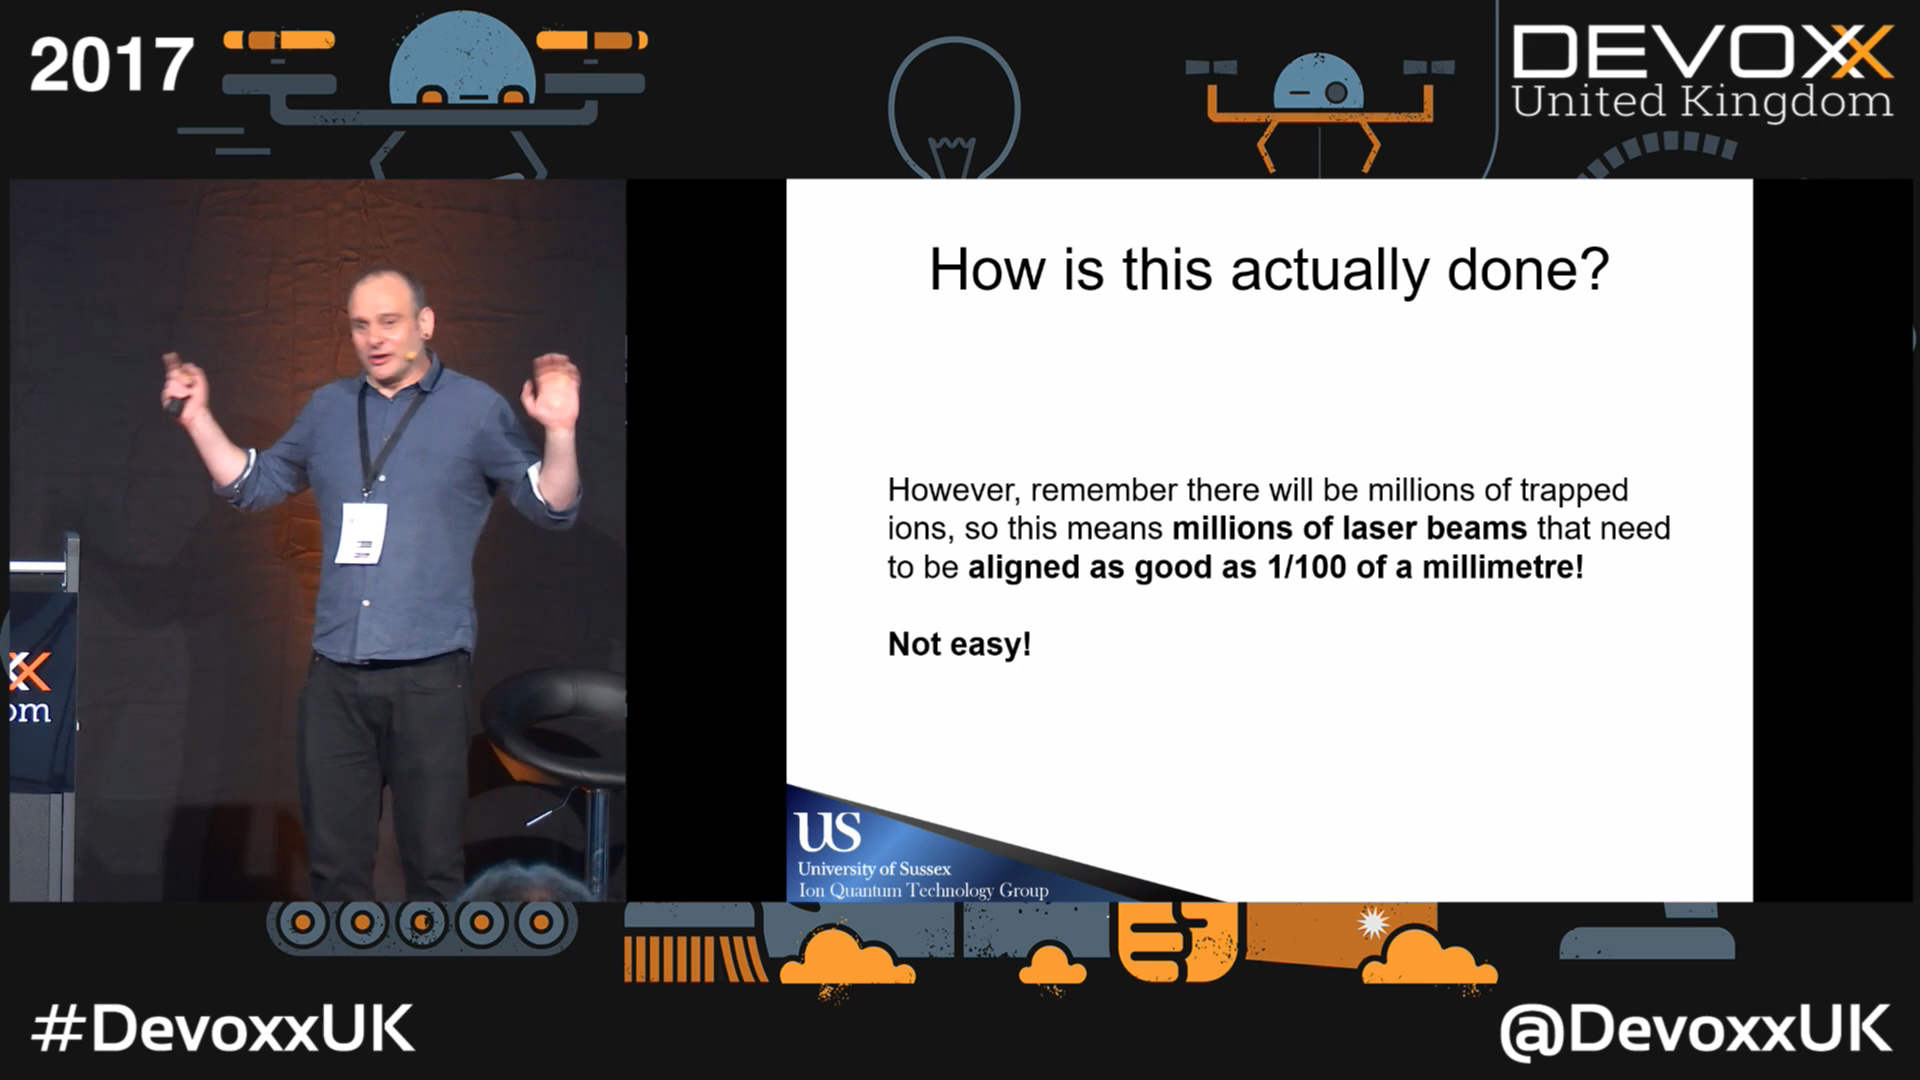 2017
DEVOXX
United Kingdom
How is this actually done?
However, remember there will be millions of trapped
ions, so this means millions of laser beams that need
to be aligned as good as 1/100 of a millimetre!
Not easy!
US
University of Sussex
Ion Quantum Technology Group
om
#DevoxxUK
@DevoxxUK